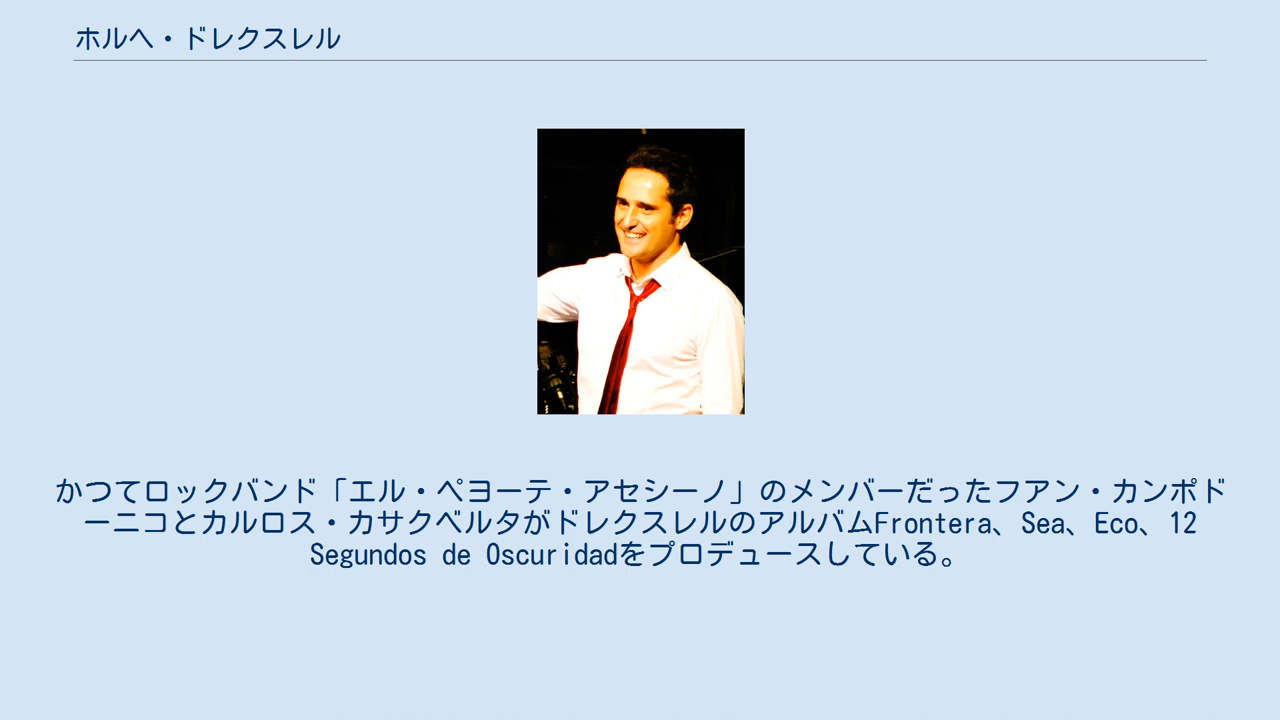 ホルヘ・ドレクスレル
かつてロックバンド「エル・ペヨーテ・アセシーノ」のメンバーだったフアン・カンポド
ーニコとカルロス・カサクベルタがドレクスレルのアルバムFrontera、Sea、Eco、12
Segundos de Oscuridadをプロデュースしている。